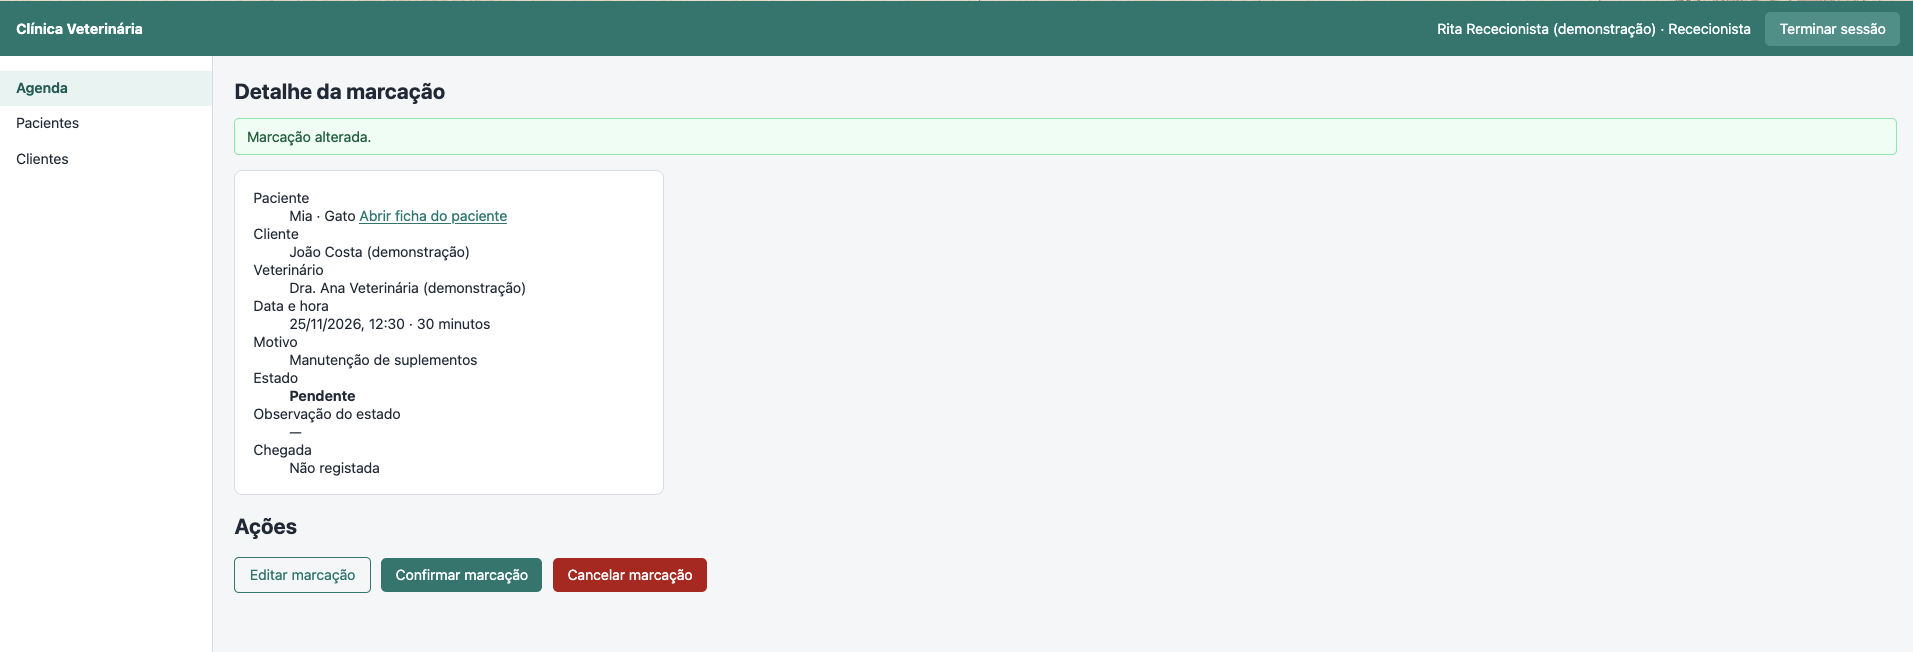 Clínica Veterinária
Rita Rececionista (demonstração) · Rececionista
Terminar sessão
Agenda
Pacientes
Clientes
Detalhe da marcação
Marcação alterada.
Paciente
Mia · Gato Abrir ficha do paciente
Cliente
João Costa (demonstração)
Veterinário
Dra. Ana Veterinária (demonstração)
Data e hora
25/11/2026, 12:30 · 30 minutos
Motivo
Manutenção de suplementos
Estado
Pendente
Observação do estado
—
Chegada
Não registada
Ações
Editar marcação
Confirmar marcação
Cancelar marcação